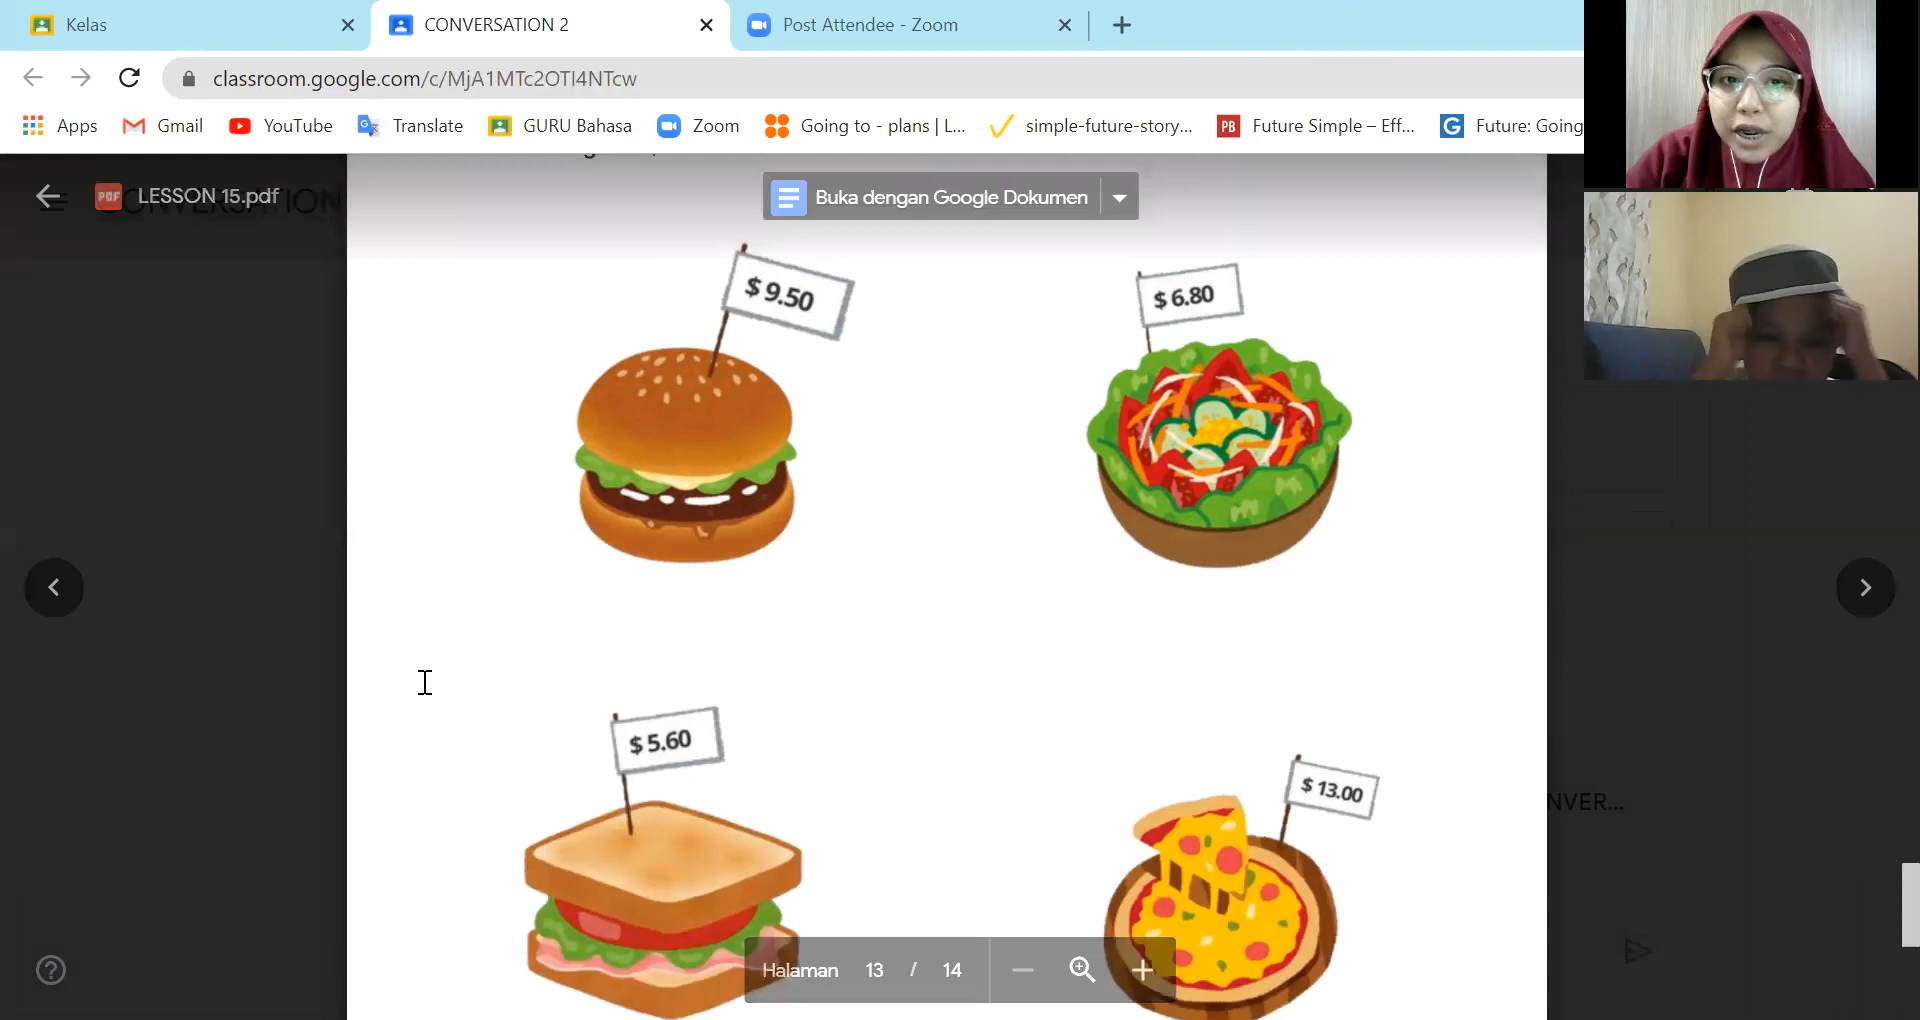 Kelas
CONVERSATION 2
Post Attendee - Zoom
classroom.google.com/c/MjA1MTc2OTI4NTcw
Apps
Gmail
YouTube
Translate
GURU Bahasa
Zoom
Going to - plans | L...
simple-future-story...
Future Simple – Eff...
Future: Going
PDF
LESSON 15.pdf
CONVERSATION
Buka dengan Google Dokumen
$ 9.50
$ 6.80
$ 5.60
$ 13.00
NVER...
Halaman 13 / 14